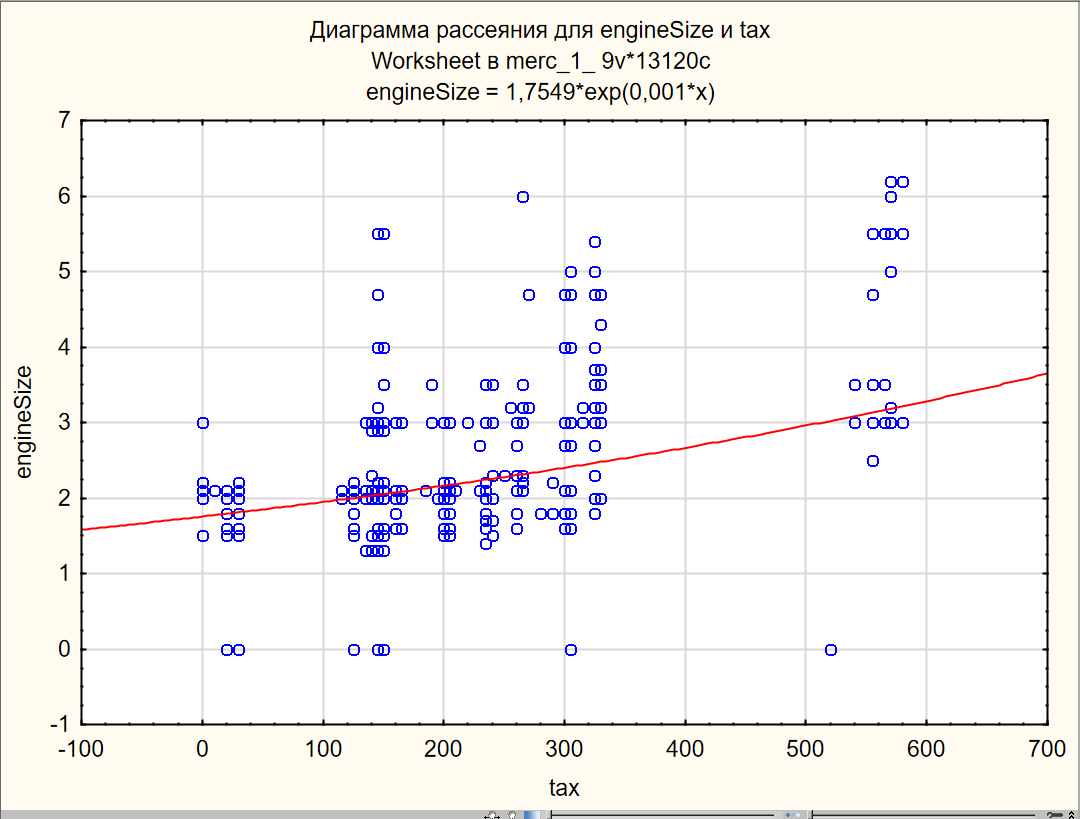 Диаграмма рассеяния для engineSize и tax
Worksheet в merc_1_ 9v*13120c
engineSize = 1,7549*exp(0,001*x)
7
6
5
4
3
2
1
0
-1
engineSize
-100 0 100 200 300 400 500 600 700
tax